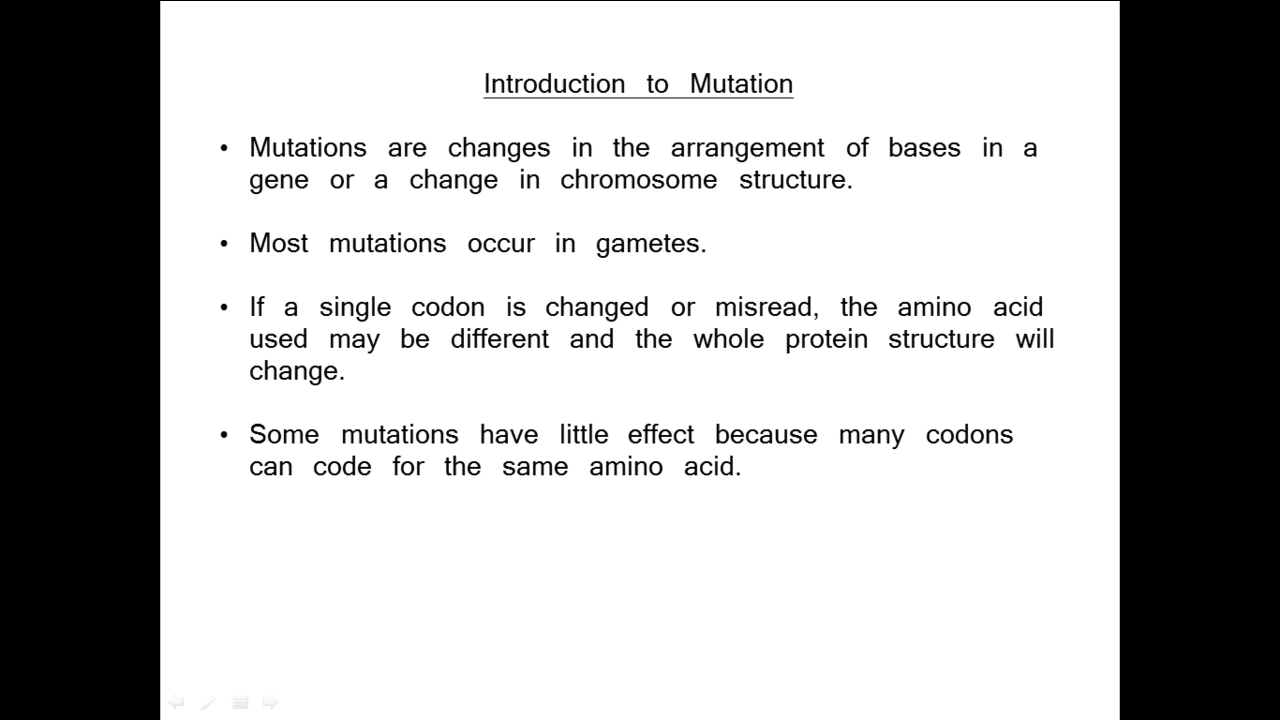 Introduction to Mutation
• Mutations are changes in the arrangement of bases in a
gene or a change in chromosome structure.
• Most mutations occur in gametes.
• If a single codon is changed or misread, the amino acid
used may be different and the whole protein structure will
change.
• Some mutations have little effect because many codons
can code for the same amino acid.